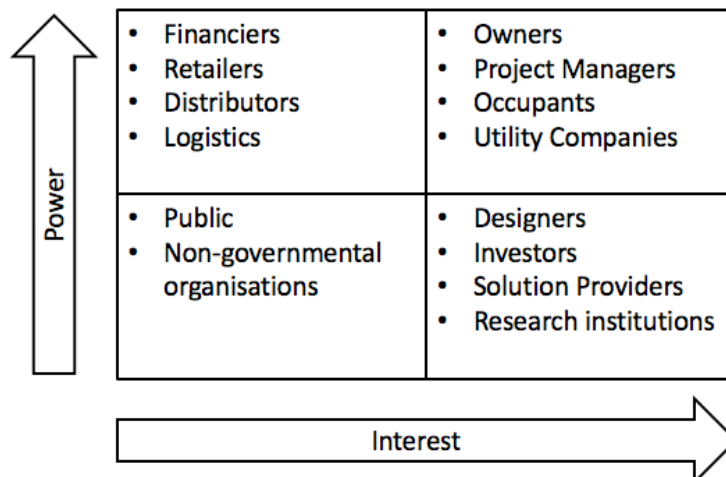 Power
• Financiers
• Retailers
• Distributors
• Logistics
• Owners
• Project Managers
• Occupants
• Utility Companies
• Public
• Non-governmental
organisations
• Designers
• Investors
• Solution Providers
• Research institutions
Interest